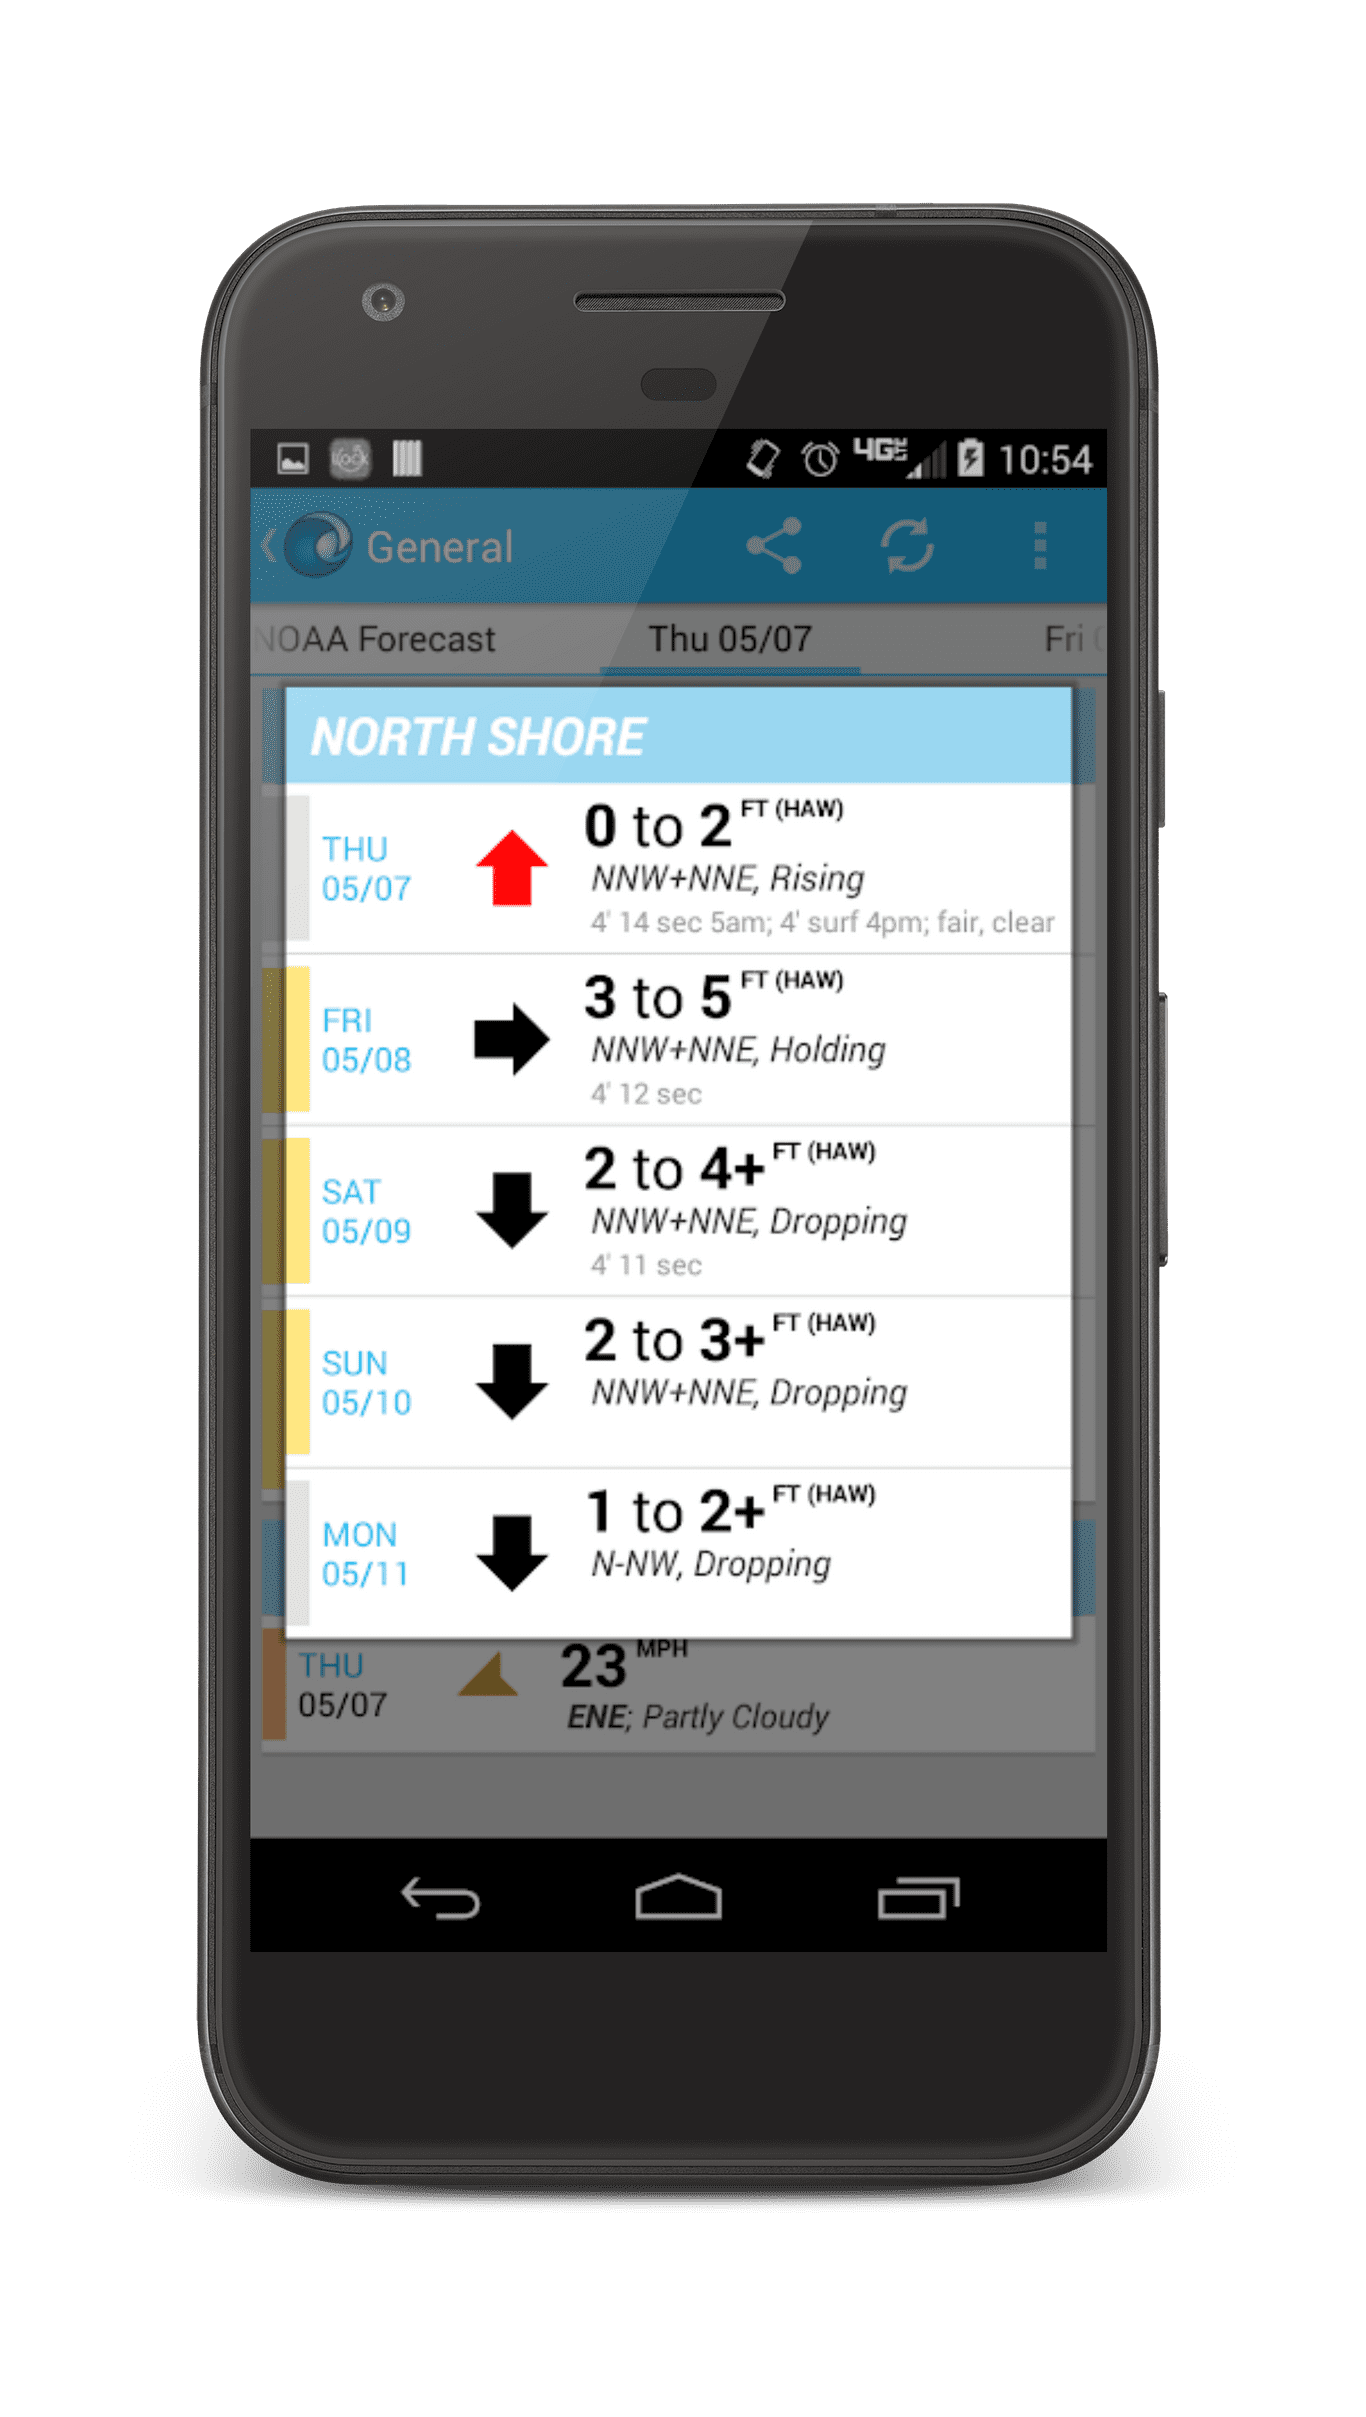 10:54
General
NOAA Forecast Thu 05/07 Fri
NORTH SHORE
THU
05/07
0 to 2 FT (HAW)
NNW+NNE, Rising
4' 14 sec 5am; 4' surf 4pm; fair, clear
FRI
05/08
3 to 5 FT (HAW)
NNW+NNE, Holding
4' 12 sec
SAT
05/09
2 to 4+ FT (HAW)
NNW+NNE, Dropping
4' 11 sec
SUN
05/10
2 to 3+ FT (HAW)
NNW+NNE, Dropping
MON
05/11
1 to 2+ FT (HAW)
N-NW, Dropping
THU
05/07
23 MPH
ENE; Partly Cloudy